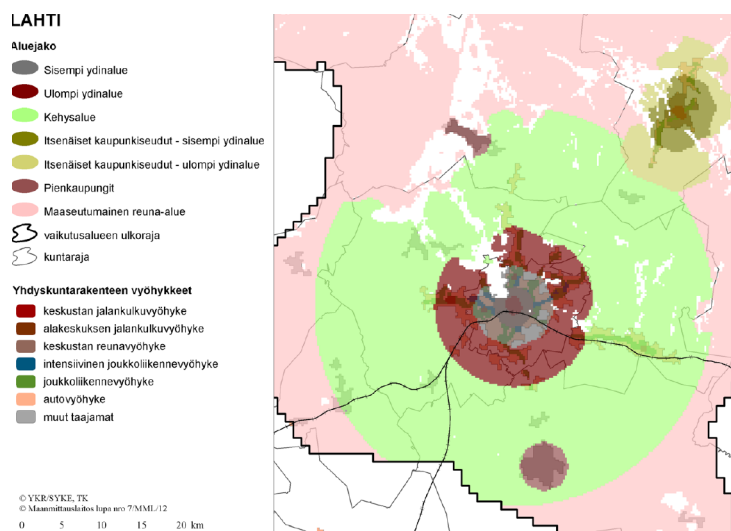 LAHTI
Aluejako
Sisempi ydinalue
Ulompi ydinalue
Kehysalue
Itsenäiset kaupunkiseudut - sisempi ydinalue
Itsenäiset kaupunkiseudut - ulompi ydinalue
Pienkaupungit
Maaseutumainen reuna-alue
vaikutusalueen ulkoraja
kuntaraja
Yhdyskuntarakenteen vyöhykkeet
keskustan jalankulkuvyöhyke
alakeskuksen jalankulkuvyöhyke
keskustan reunavyöhyke
intensiivinen joukkoliikennevyöhyke
joukkoliikennevyöhyke
autovyöhyke
muut taajamat
© YKR/SYKE, TK
© Maanmittauslaitos lupa nro 7/MML/12
0 5 10 15 20 km